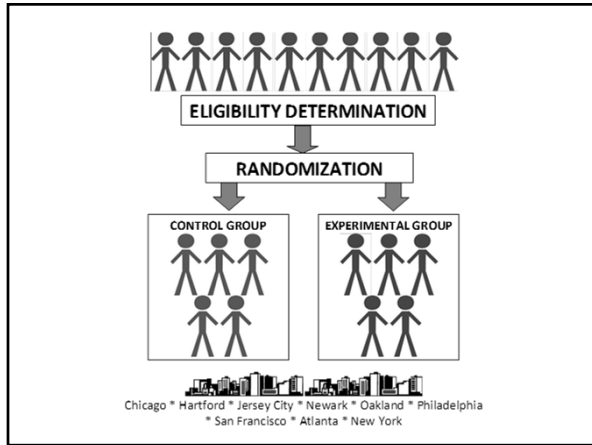 ELIGIBILITY DETERMINATION
RANDOMIZATION
CONTROL GROUP
EXPERIMENTAL GROUP
Chicago * Hartford * Jersey City * Newark * Oakland * Philadelphia
* San Francisco * Atlanta * New York